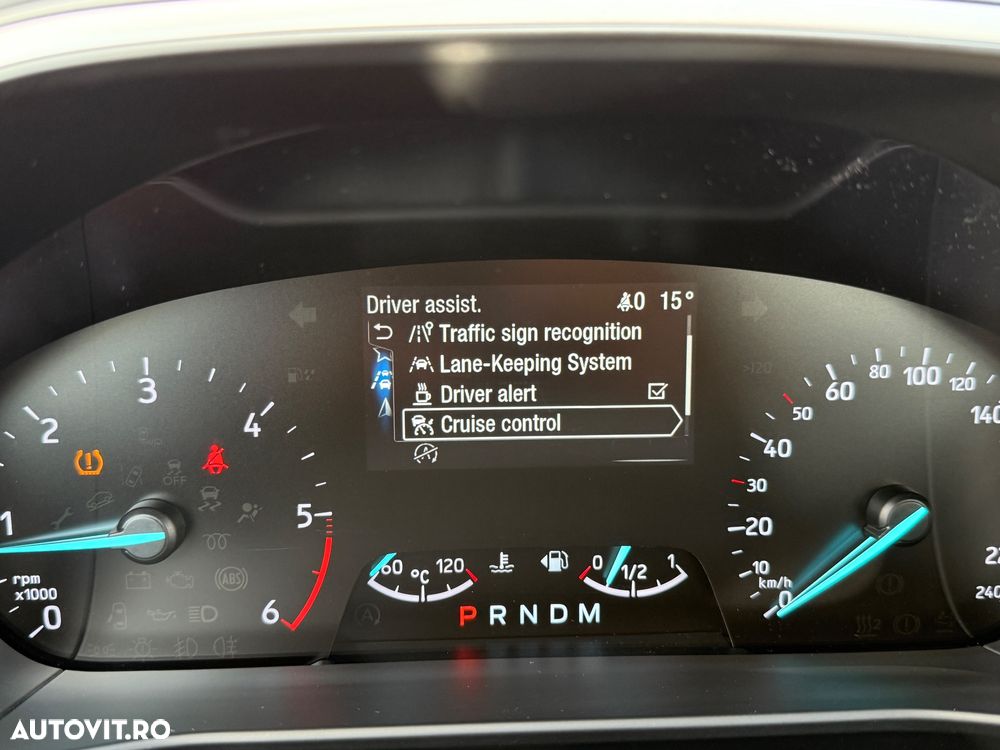 Driver assist. 0 15°
Traffic sign recognition
Lane-Keeping System
Driver alert
Cruise control
A
0 1 2 3 4 5 6
rpm
x1000
OFF
ABS
60 °C 120
0 1/2 1
P R N D M
A
0 10 20 30 40 50 60 80 100 120 140
240
km/h
>120
AUTOVIT.RO